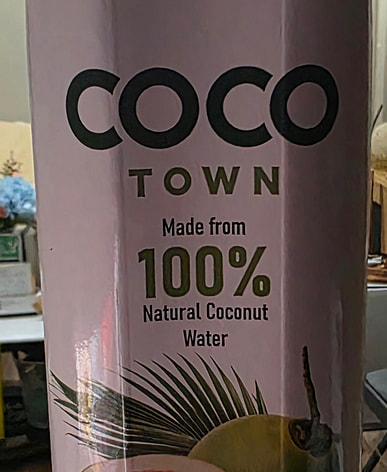 COCO
TOWN
Made from
100%
Natural Coconut
Water